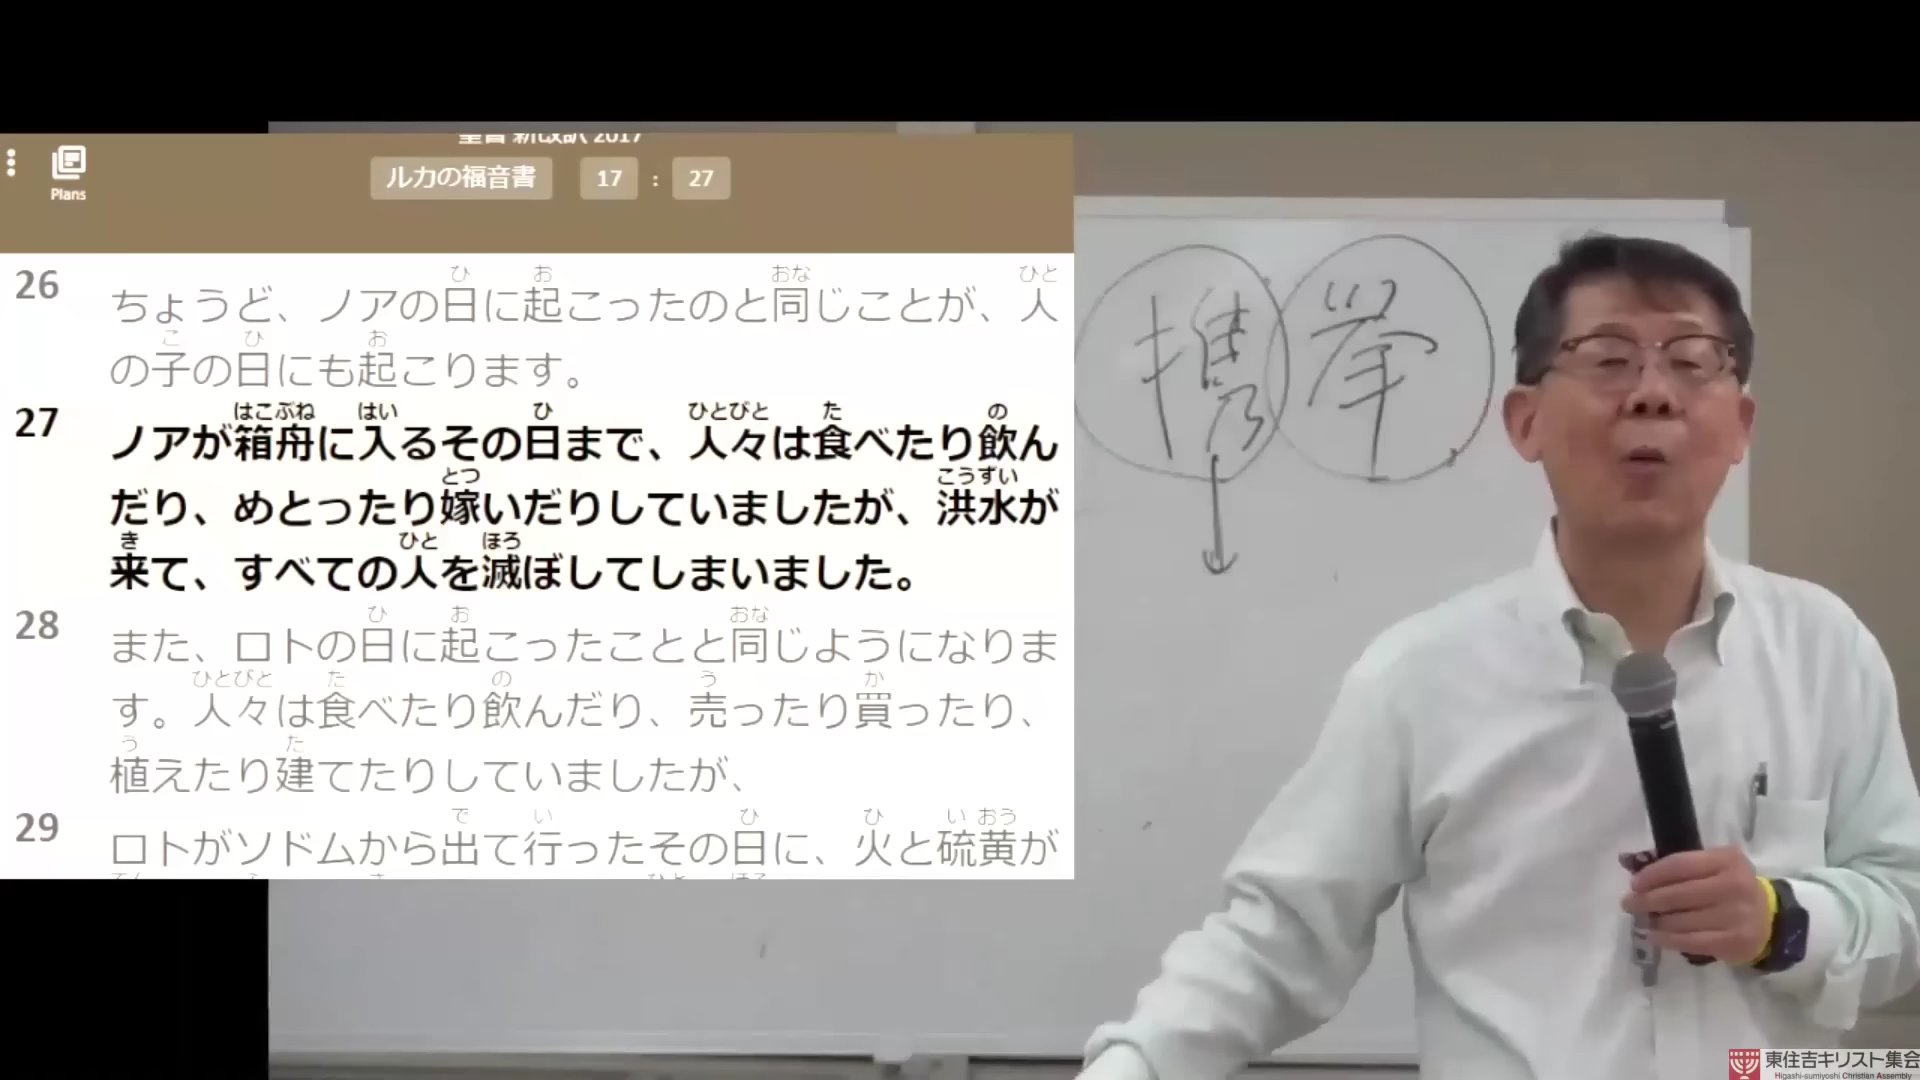 聖書 新改訳 2017
Plans
ルカの福音書 17 : 27
26 ちょうど、ノアの日に起こったのと同じことが、人
の子の日にも起こります。
27 ノアが箱舟に入るその日まで、人々は食べたり飲ん
だり、めとったり嫁いだりしていましたが、洪水が
来て、すべての人を滅ぼしてしまいました。
28 また、ロトの日に起こったことと同じようになりま
す。人々は食べたり飲んだり、売ったり買ったり、
植えたり建てたりしていましたが、
29 ロトがソドムから出て行ったその日に、火と硫黄が
携挙
東住吉キリスト集会
Higashi-sumiyoshi Christian Assembly